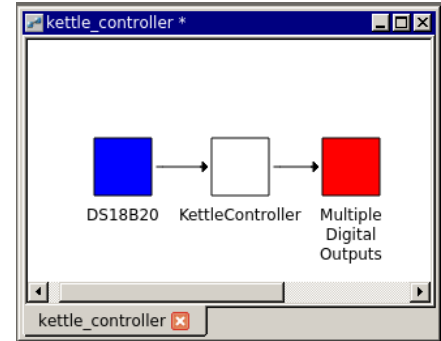 kettle_controller *
DS18B20 KettleController Multiple
Digital
Outputs
kettle_controller